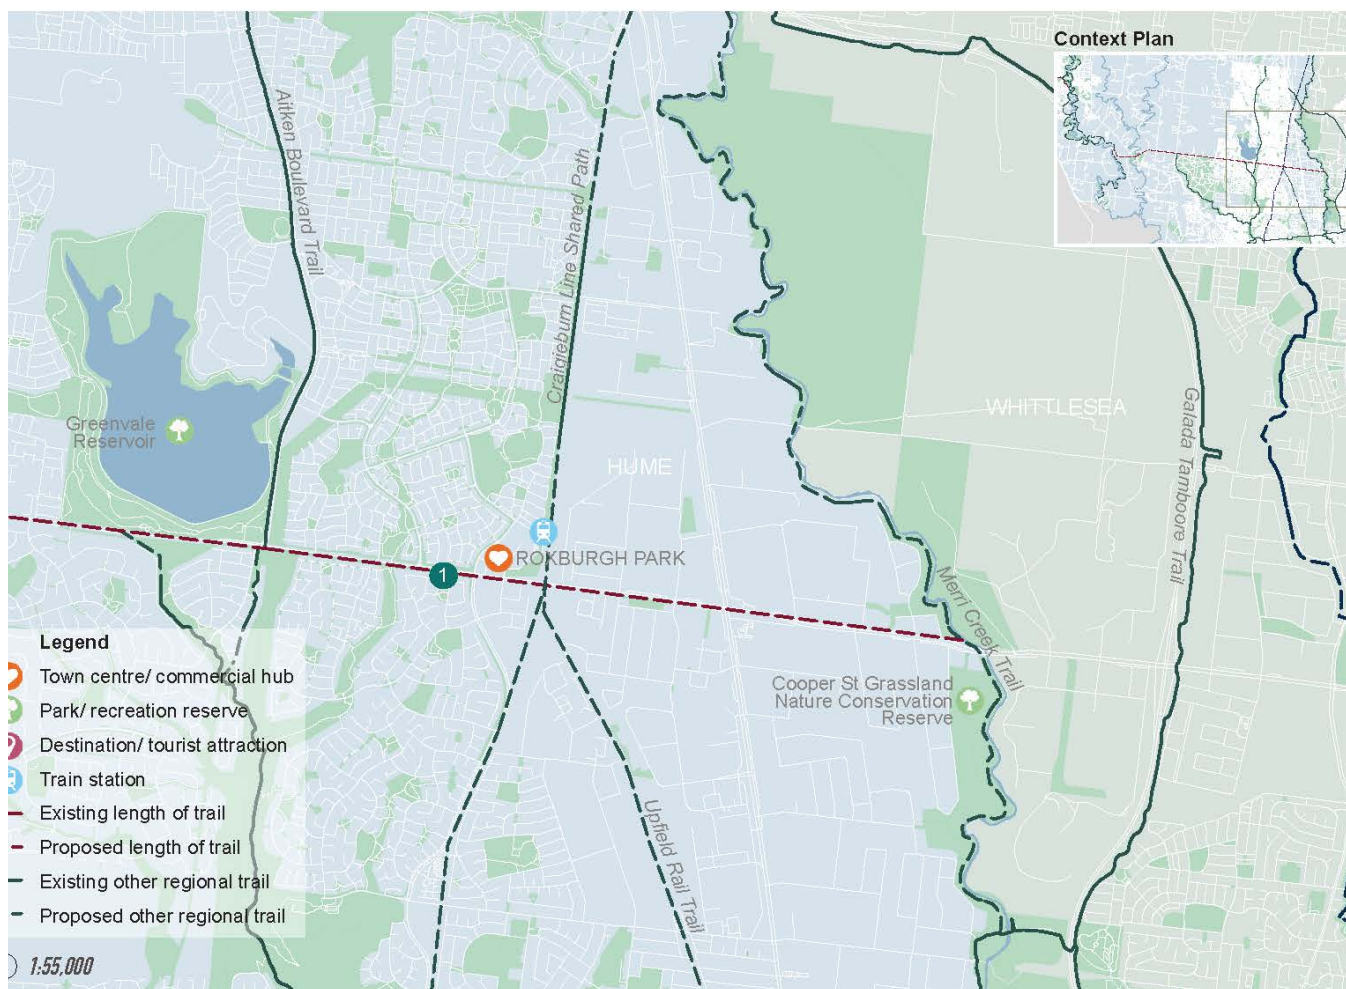 Context Plan
Aitken Boulevard Trail
Craigieburn Line Shared Path
Greenvale
Reservoir
HUME
WHITTLESEA
Galada Tamboore Trail
ROXBURGH PARK
1
Merri Creek Trail
Cooper St Grassland
Nature Conservation
Reserve
Upfield Rail Trail
Legend
Town centre/ commercial hub
Park/ recreation reserve
Destination/ tourist attraction
Train station
Existing length of trail
Proposed length of trail
Existing other regional trail
Proposed other regional trail
1:55,000